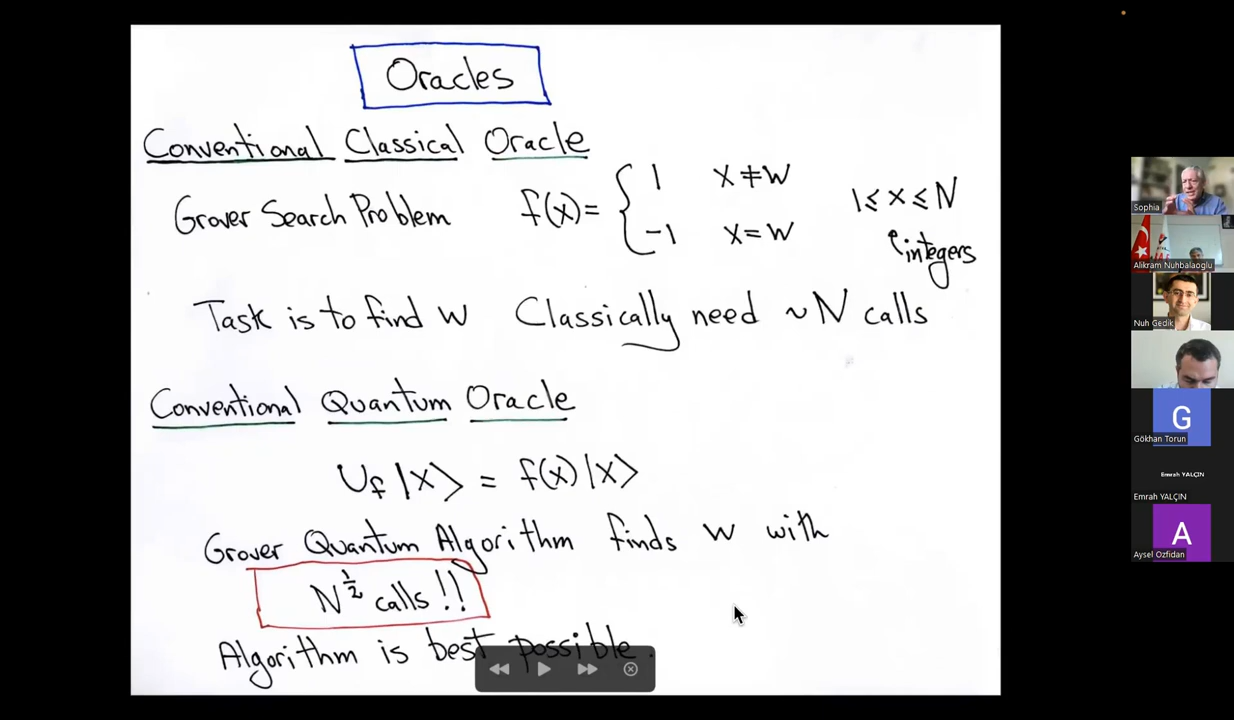 Oracles
Conventional Classical Oracle
Grover Search Problem f(x)= { 1 x≠w
-1 x=w
1≤x≤N
integers
Task is to find w Classically need ~N calls
Conventional Quantum Oracle
U_f |x> = f(x)|x>
Grover Quantum Algorithm finds w with
N^1/2 calls!!
Algorithm is best possible.
Sophia
Alikram Nuhbalaoglu
Nuh Gedik
G
Gökhan Torun
Emrah YALÇIN
Emrah YALÇIN
A
Aysel Ozfidan